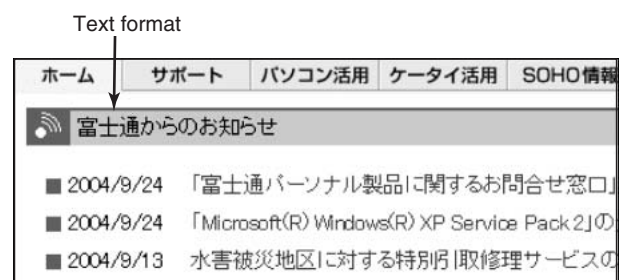 Text format
ホーム サポート パソコン活用 ケータイ活用 SOHO情報
富士通からのお知らせ
■ 2004/9/24 「富士通パーソナル製品に関するお問合せ窓口」
■ 2004/9/24 「Microsoft(R) Windows(R) XP Service Pack 2」の
■ 2004/9/13 水害被災地区に対する特別引取修理サービスの